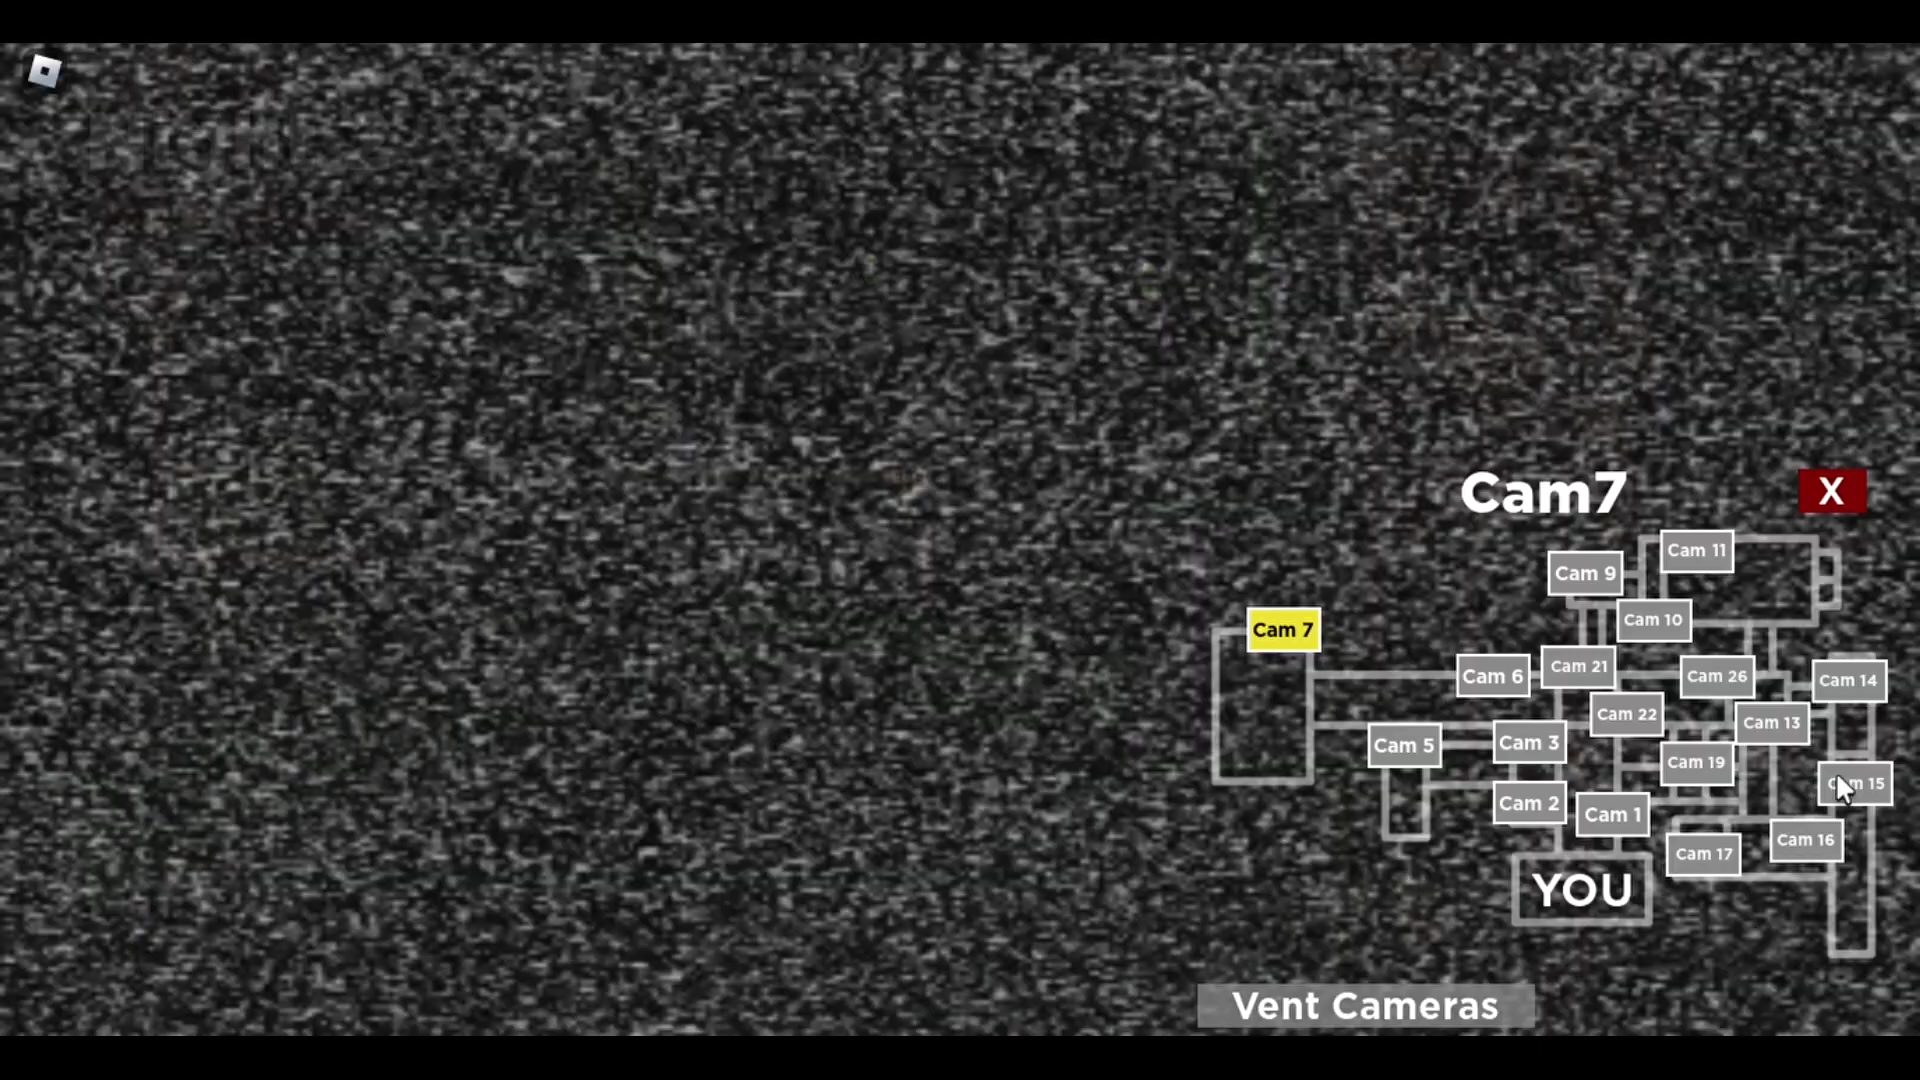 Cam7
X
Cam 11
Cam 9
Cam 10
Cam 7
Cam 21
Cam 6
Cam 26
Cam 14
Cam 22
Cam 13
Cam 5
Cam 3
Cam 19
Cam 15
Cam 2
Cam 1
Cam 16
Cam 17
YOU
Vent Cameras